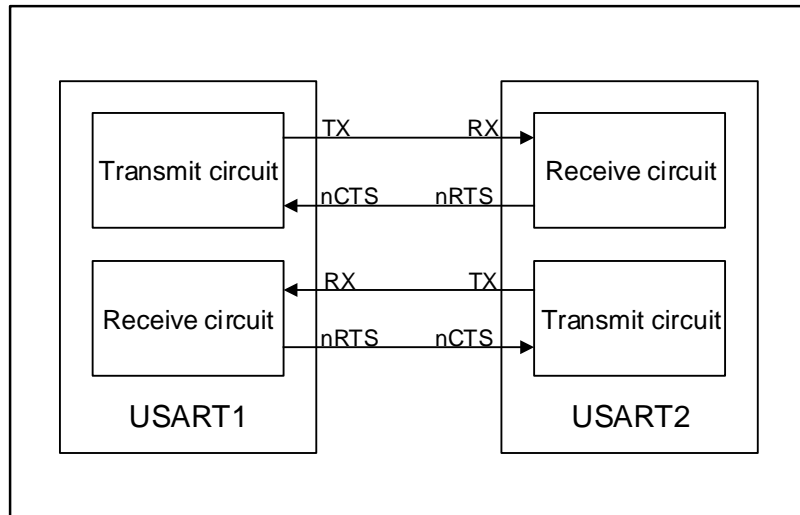 TX RX
Transmit circuit Receive circuit
nCTS nRTS
RX TX
Receive circuit Transmit circuit
nRTS nCTS
USART1 USART2